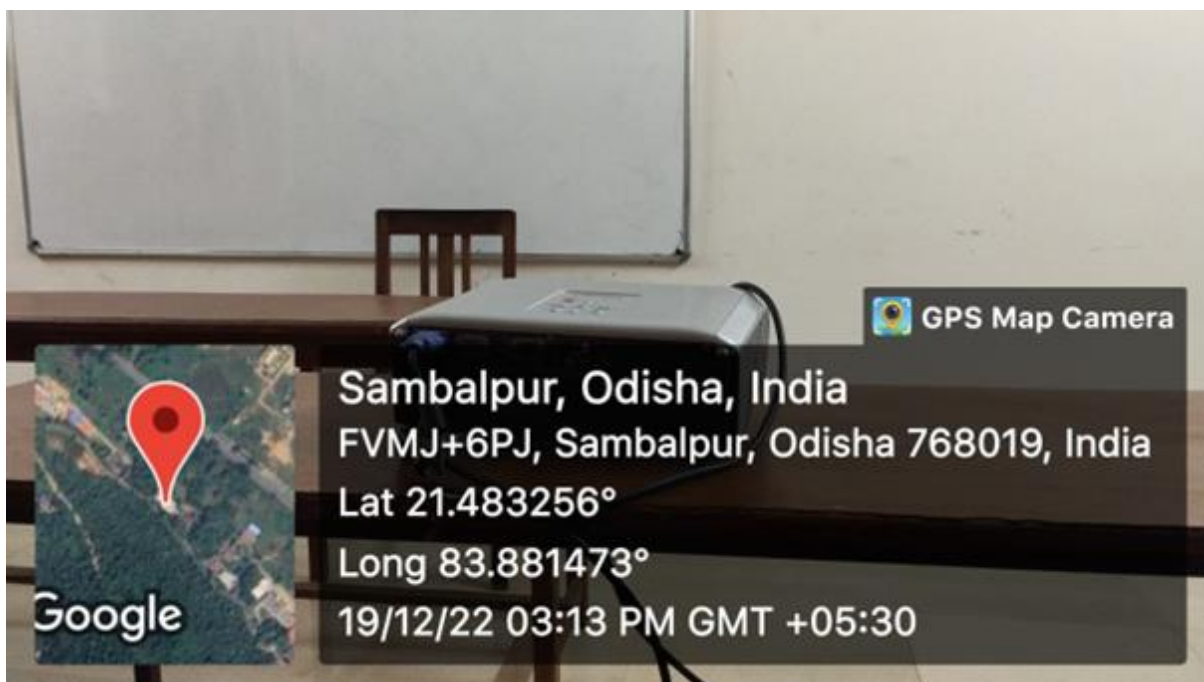 GPS Map Camera
Sambalpur, Odisha, India
FVMJ+6PJ, Sambalpur, Odisha 768019, India
Lat 21.483256°
Long 83.881473°
19/12/22 03:13 PM GMT +05:30
Google